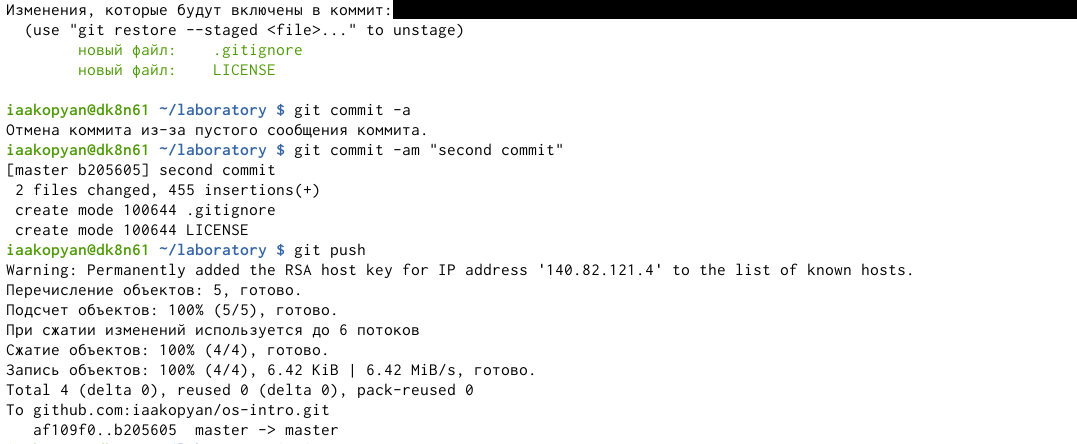 Изменения, которые будут включены в коммит:
  (use "git restore --staged <file>..." to unstage)
        новый файл:    .gitignore
        новый файл:    LICENSE
iaakopyan@dk8n61 ~/laboratory $ git commit -a
Отмена коммита из-за пустого сообщения коммита.
iaakopyan@dk8n61 ~/laboratory $ git commit -am "second commit"
[master b205605] second commit
 2 files changed, 455 insertions(+)
 create mode 100644 .gitignore
 create mode 100644 LICENSE
iaakopyan@dk8n61 ~/laboratory $ git push
Warning: Permanently added the RSA host key for IP address '140.82.121.4' to the list of known hosts.
Перечисление объектов: 5, готово.
Подсчет объектов: 100% (5/5), готово.
При сжатии изменений используется до 6 потоков
Сжатие объектов: 100% (4/4), готово.
Запись объектов: 100% (4/4), 6.42 KiB | 6.42 MiB/s, готово.
Total 4 (delta 0), reused 0 (delta 0), pack-reused 0
To github.com:iaakopyan/os-intro.git
   af109f0..b205605  master -> master